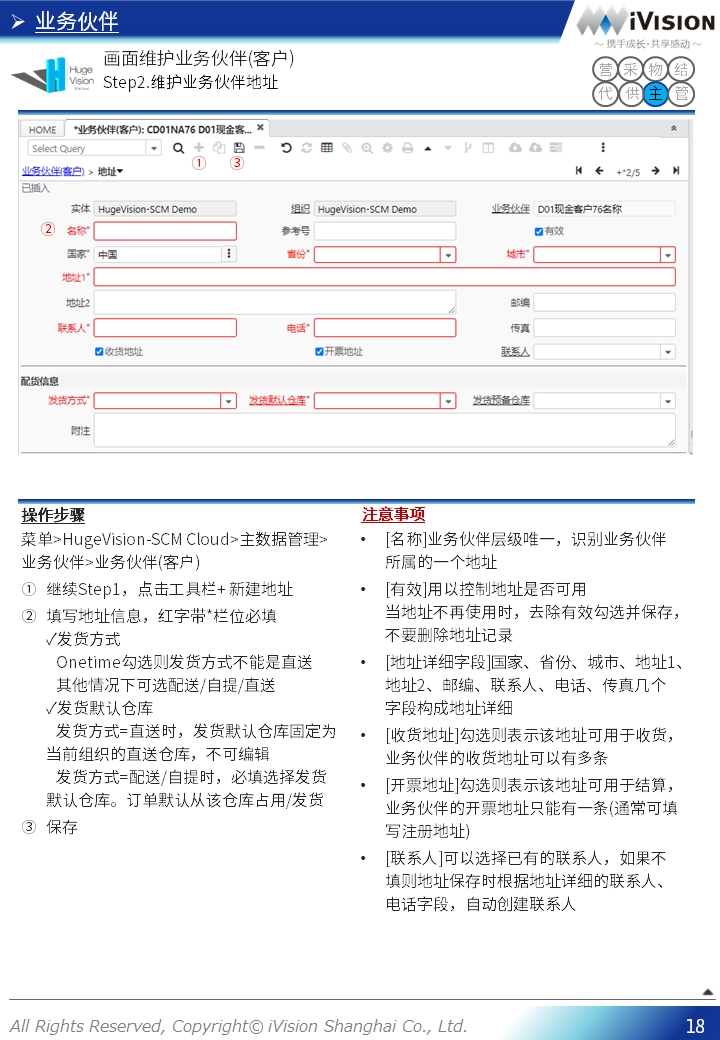 业务伙伴
iVISION
～ 携手成长·共享感动 ～
Huge
Vision
画面维护业务伙伴(客户)
Step2.维护业务伙伴地址
营 采 物 结
代 供 主 管
HOME *业务伙伴(客户): CD01NA76 D01现金客... ×
Select Query
① ③
业务伙伴(客户) > 地址 +*2/5
已插入
实体 HugeVision-SCM Demo 组织 HugeVision-SCM Demo 业务伙伴 D01现金客户76名称
② 名称* 参考号 有效
国家* 中国 省份* 城市*
地址1*
地址2 邮编
联系人* 电话* 传真
收货地址 开票地址 联系人
配货信息
发货方式* 发货默认仓库* 发货预备仓库
附注
操作步骤
菜单>HugeVision-SCM Cloud>主数据管理>
业务伙伴>业务伙伴(客户)
① 继续Step1，点击工具栏+ 新建地址
② 填写地址信息，红字带*栏位必填
✓发货方式
Onetime勾选则发货方式不能是直送
其他情况下可选配送/自提/直送
✓发货默认仓库
发货方式=直送时，发货默认仓库固定为
当前组织的直送仓库，不可编辑
发货方式=配送/自提时，必填选择发货
默认仓库。订单默认从该仓库占用/发货
③ 保存
注意事项
• [名称]业务伙伴层级唯一，识别业务伙伴
所属的一个地址
• [有效]用以控制地址是否可用
当地址不再使用时，去除有效勾选并保存，
不要删除地址记录
• [地址详细字段]国家、省份、城市、地址1、
地址2、邮编、联系人、电话、传真几个
字段构成地址详细
• [收货地址]勾选则表示该地址可用于收货，
业务伙伴的收货地址可以有多条
• [开票地址]勾选则表示该地址可用于结算，
业务伙伴的开票地址只能有一条(通常可填
写注册地址)
• [联系人]可以选择已有的联系人，如果不
填则地址保存时根据地址详细的联系人、
电话字段，自动创建联系人
All Rights Reserved, Copyright© iVision Shanghai Co., Ltd.
18